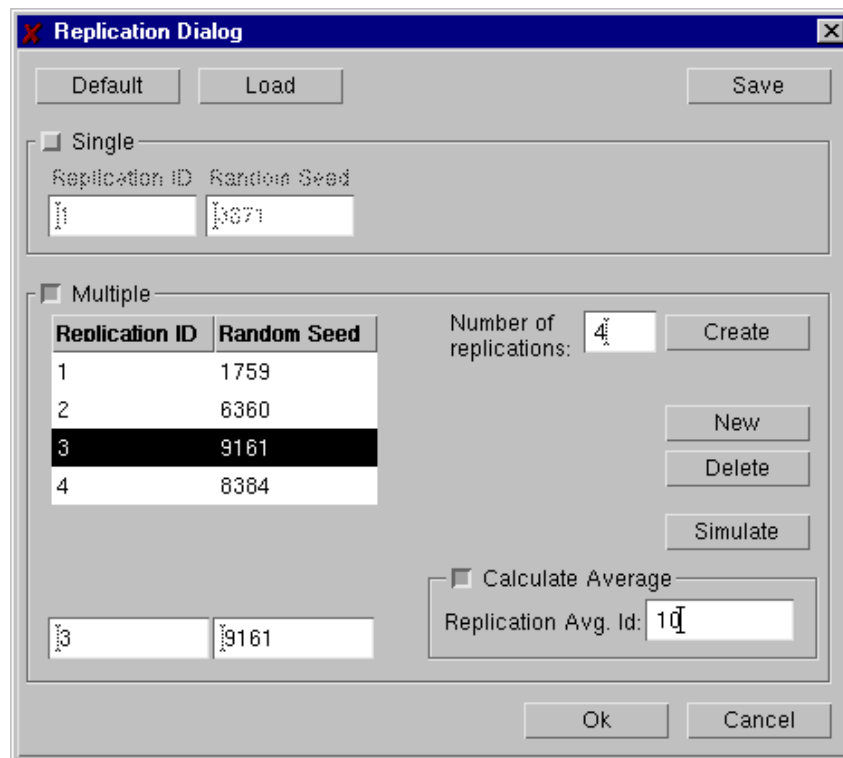 Replication Dialog
Default Load Save
Single
Replication ID Random Seed
1 3371
Multiple
Replication ID Random Seed
1 1759
2 6360
3 9161
4 8384
Number of
replications:
4 Create
New
Delete
Simulate
Calculate Average
Replication Avg. Id: 10
3 9161
Ok Cancel